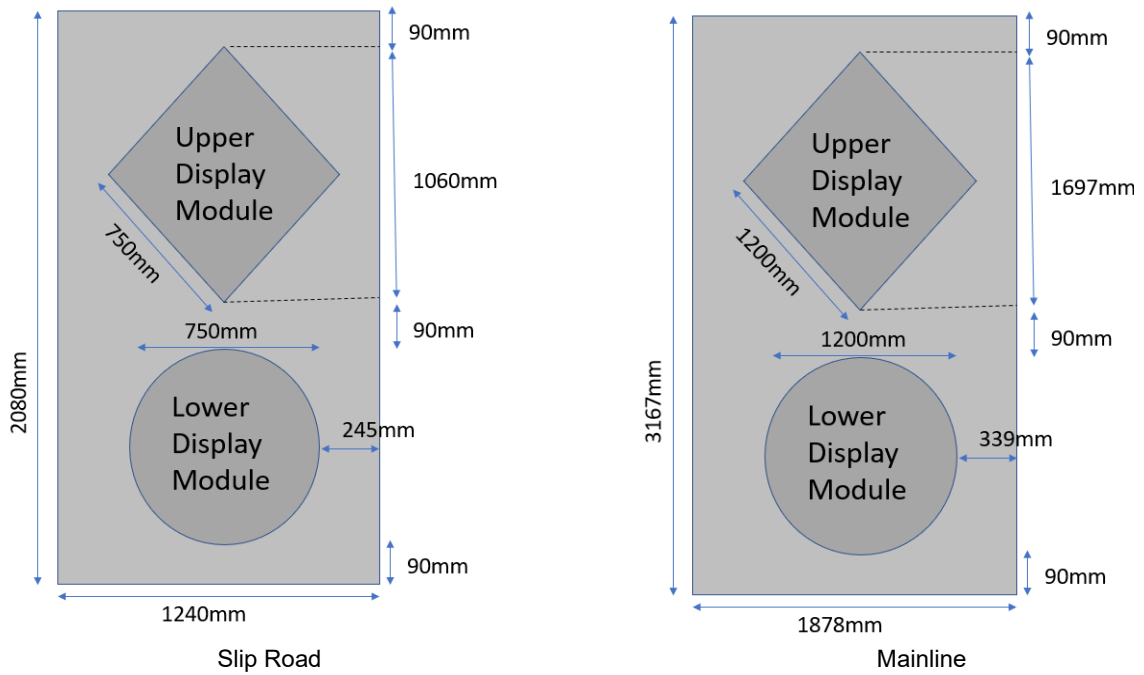 90mm
Upper
Display
Module
1060mm
750mm
90mm
750mm
2080mm
Lower
Display
Module
245mm
90mm
1240mm
Slip Road
90mm
Upper
Display
Module
1697mm
1200mm
90mm
1200mm
3167mm
Lower
Display
Module
339mm
90mm
1878mm
Mainline